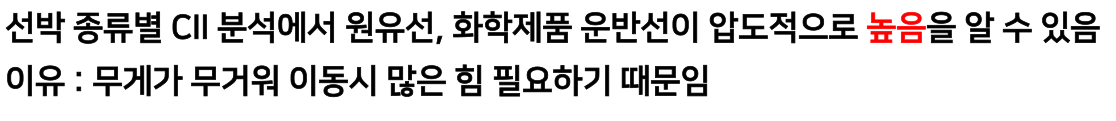 선박 종류별 CII 분석에서 원유선, 화학제품 운반선이 압도적으로 높음을 알 수 있음
이유 : 무게가 무거워 이동시 많은 힘 필요하기 때문임